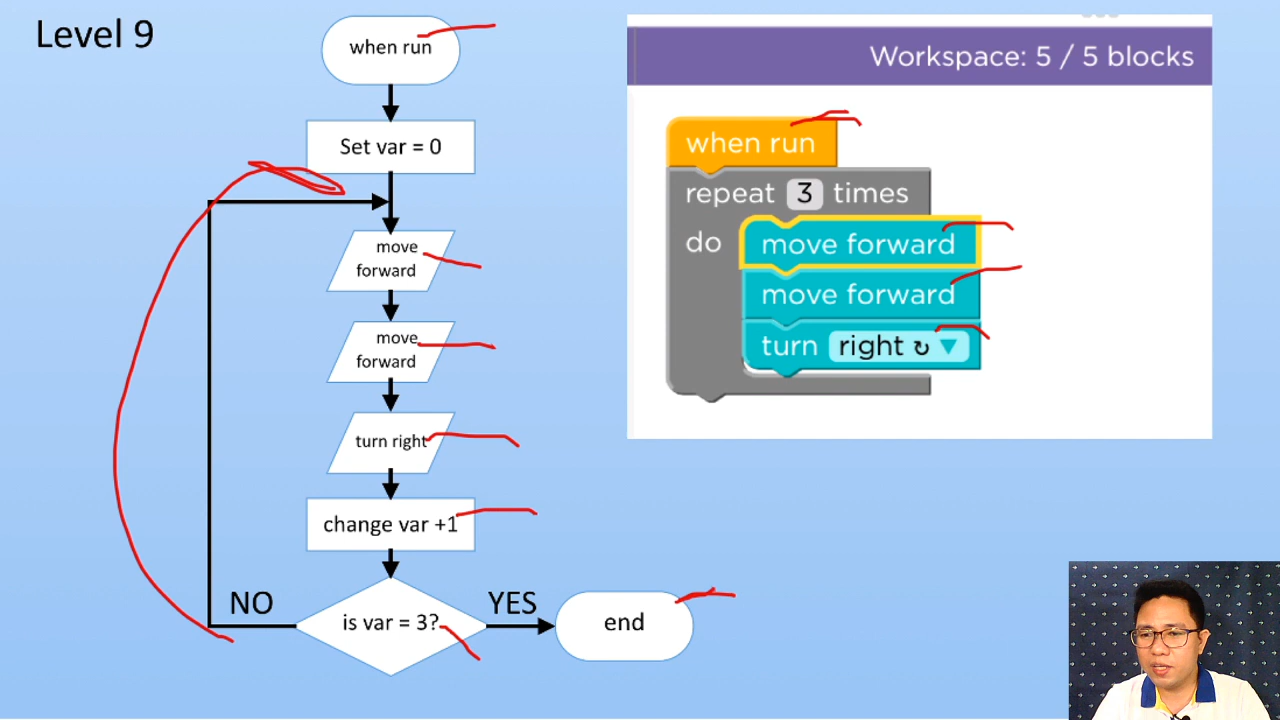 Level 9
when run
Set var = 0
move
forward
move
forward
turn right
change var +1
is var = 3?
NO
YES
end
Workspace: 5 / 5 blocks
when run
repeat 3 times
do move forward
move forward
turn right ↻ ▼